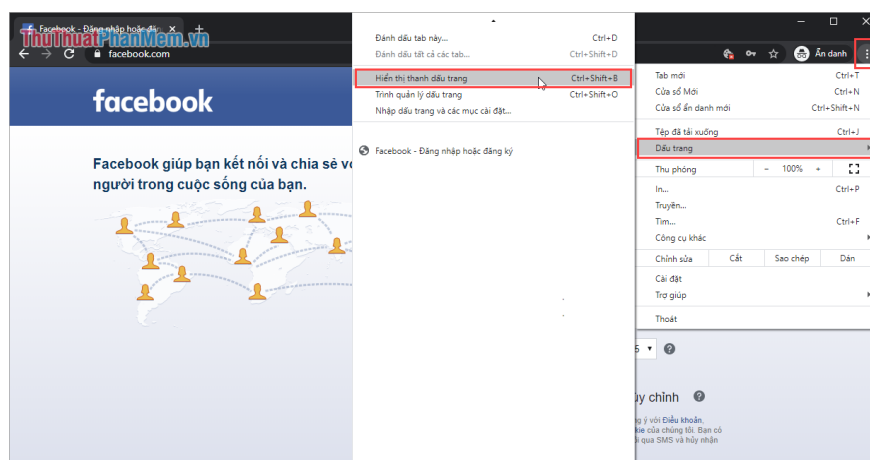 Facebook - Đăng nhập hoặc đăn
ThuThuatPhanMem.vn
facebook.com
Ẩn danh
Đánh dấu tab này... Ctrl+D
Đánh dấu tất cả các tab... Ctrl+Shift+D
Hiển thị thanh dấu trang Ctrl+Shift+B
Trình quản lý dấu trang Ctrl+Shift+O
Nhập dấu trang và các mục cài đặt...
Facebook - Đăng nhập hoặc đăng ký
Tab mới Ctrl+T
Cửa sổ Mới Ctrl+N
Cửa sổ ẩn danh mới Ctrl+Shift+N
Tệp đã tải xuống Ctrl+J
Dấu trang
Thu phóng - 100% +
In... Ctrl+P
Truyền...
Tìm... Ctrl+F
Công cụ khác
Chỉnh sửa Cắt Sao chép Dán
Cài đặt
Trợ giúp
Thoát
facebook
Facebook giúp bạn kết nối và chia sẻ vớ
người trong cuộc sống của bạn.
5
ùy chỉnh
ng ý với Điều khoản,
kie của chúng tôi. Bạn có
i qua SMS và hủy nhận